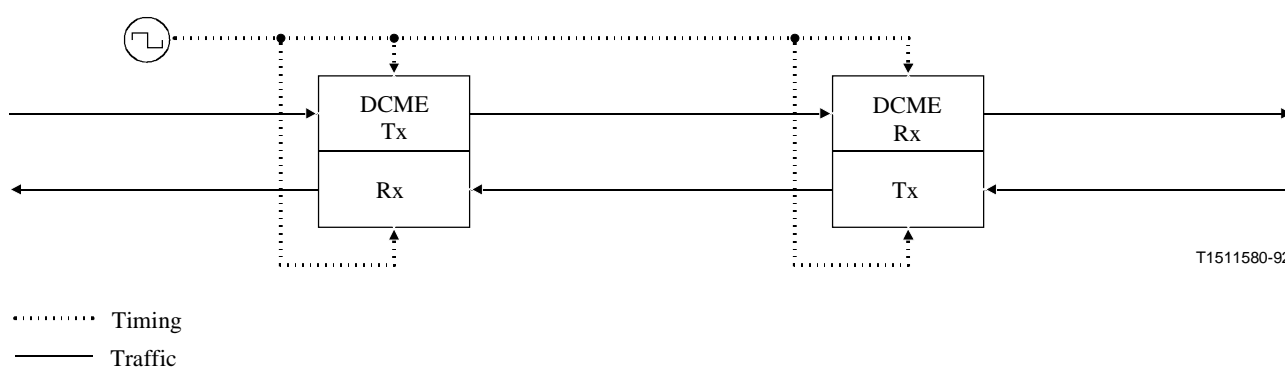 DCME
Tx
DCME
Rx
Rx
Tx
T1511580-92
Timing
Traffic